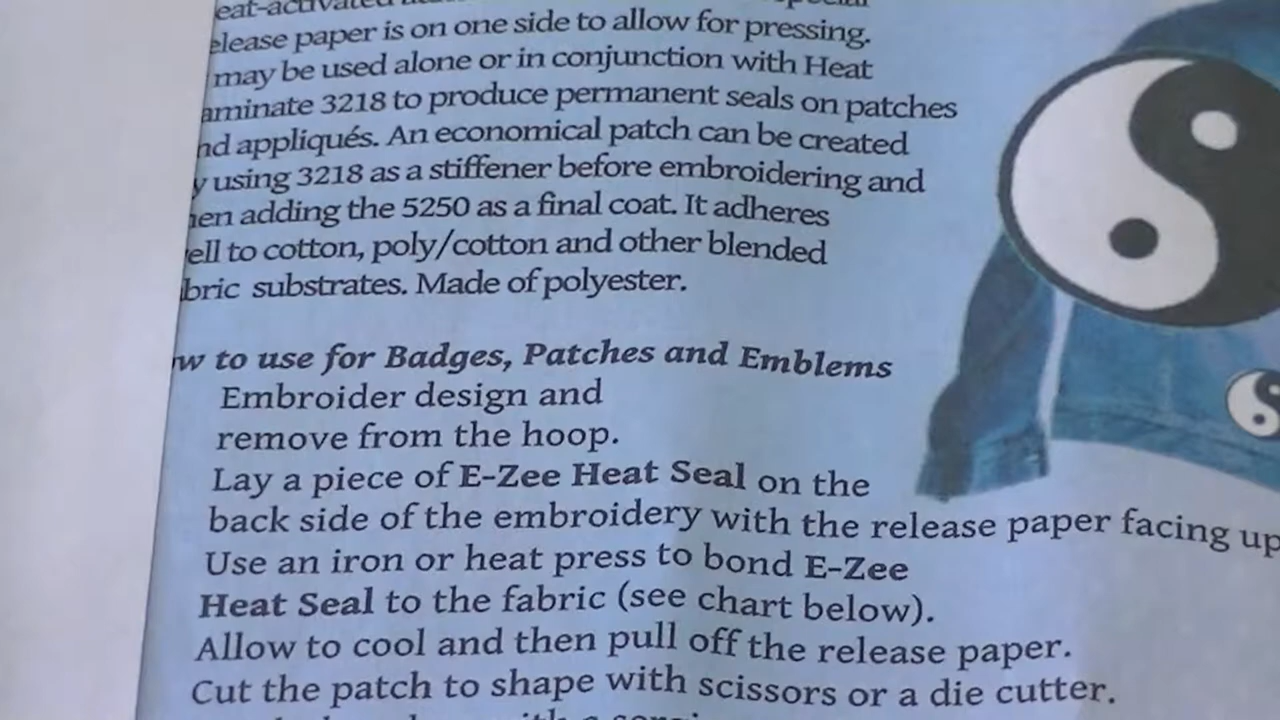 elease paper is on one side to allow for pressing.
may be used alone or in conjunction with Heat
aminate 3218 to produce permanent seals on patches
nd appliqués. An economical patch can be created
y using 3218 as a stiffener before embroidering and
hen adding the 5250 as a final coat. It adheres
ell to cotton, poly/cotton and other blended
bric substrates. Made of polyester.
w to use for Badges, Patches and Emblems
Embroider design and
remove from the hoop.
Lay a piece of E-Zee Heat Seal on the
back side of the embroidery with the release paper facing up
Use an iron or heat press to bond E-Zee
Heat Seal to the fabric (see chart below).
Allow to cool and then pull off the release paper.
Cut the patch to shape with scissors or a die cutter.